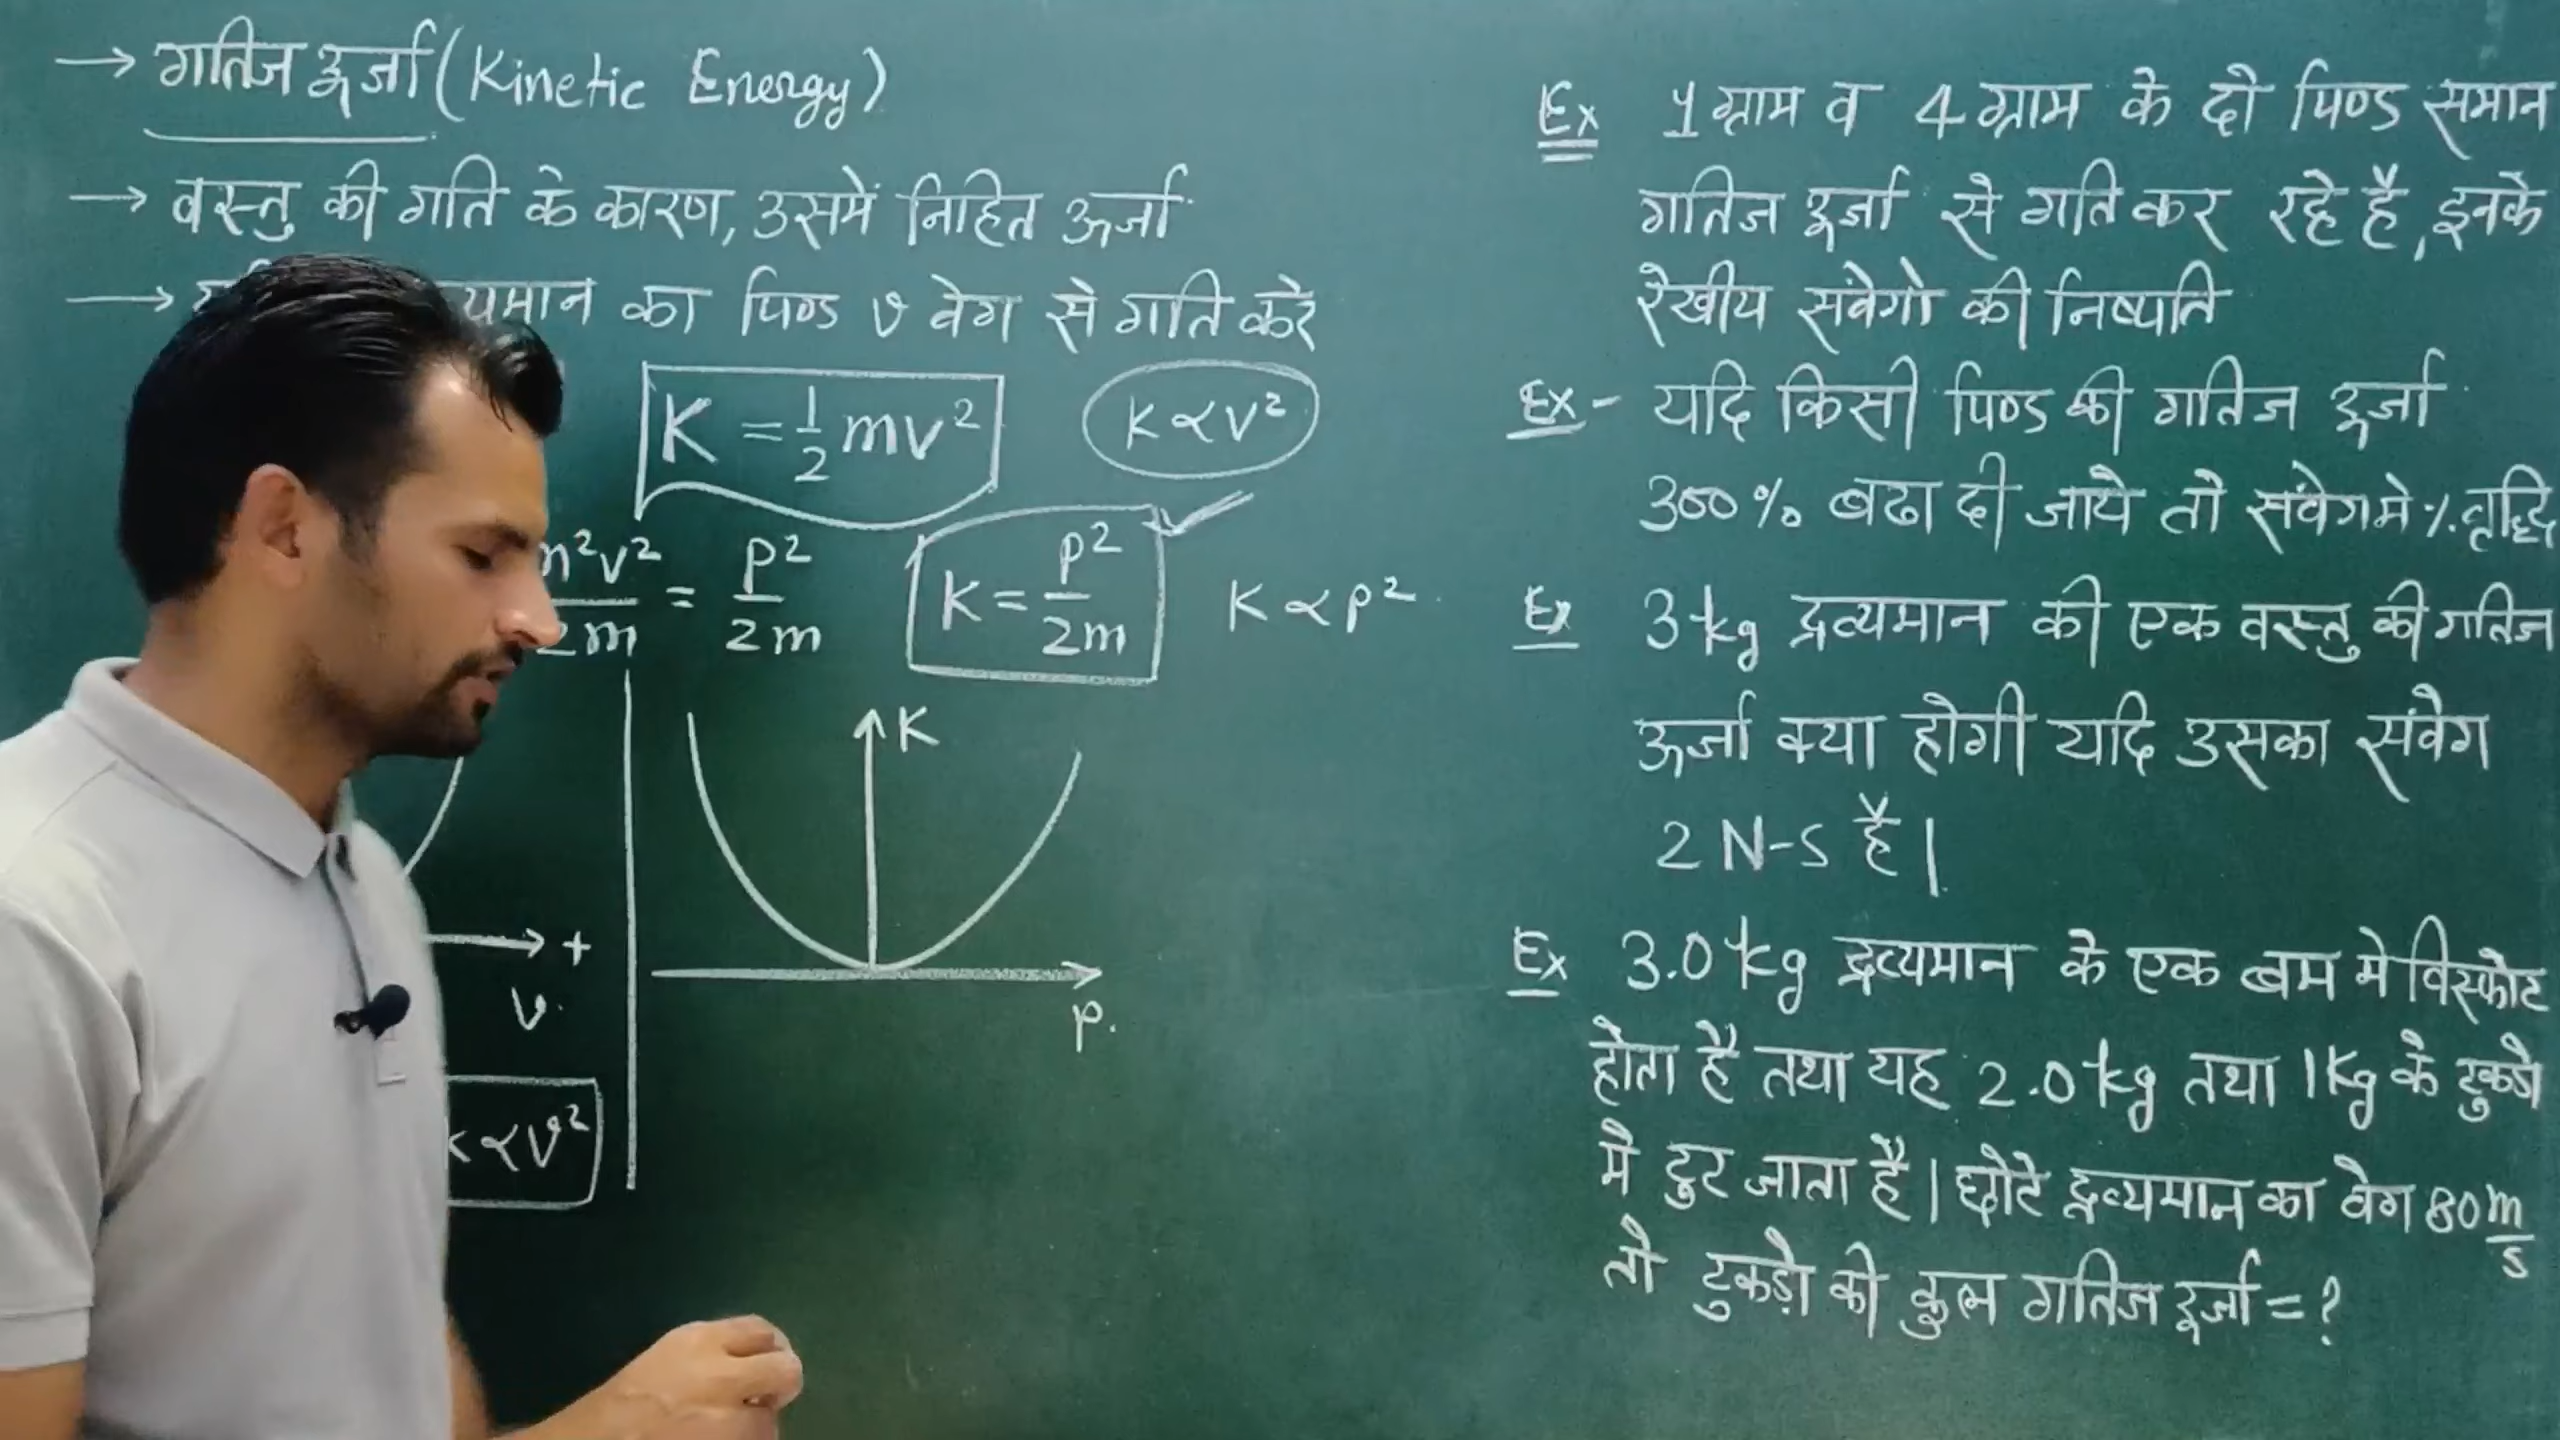 → गतिज ऊर्जा (Kinetic Energy)
→ वस्तु की गति के कारण, उसमें निहित ऊर्जा
→ का पिण्ड v वेग से गति करे
K = 1/2 mv²
K ∝ v²
= p²/2m
K = p²/2m
K ∝ p²
+
v.
K
p.
∝ v²
Ex 1 ग्राम व 4 ग्राम के दो पिण्ड समान
गतिज ऊर्जा से गति कर रहे है, इनके
रेखीय संवेगो की निष्पति
Ex - यदि किसी पिण्ड की गतिज ऊर्जा
300% बढा दी जाये तो संवेग मे % वृद्धि
Ex 3 kg द्रव्यमान की एक वस्तु की गतिज
ऊर्जा क्या होगी यदि उसका संवेग
2 N-S है |
Ex 3.0 kg द्रव्यमान के एक बम मे विस्फोट
होता है तथा यह 2.0 kg तथा 1 Kg के टुकडो
मे टुट जाता है | छोटे द्रव्यमान का वेग 80 m/s
तो टुकड़ो की कुल गतिज ऊर्जा = ?